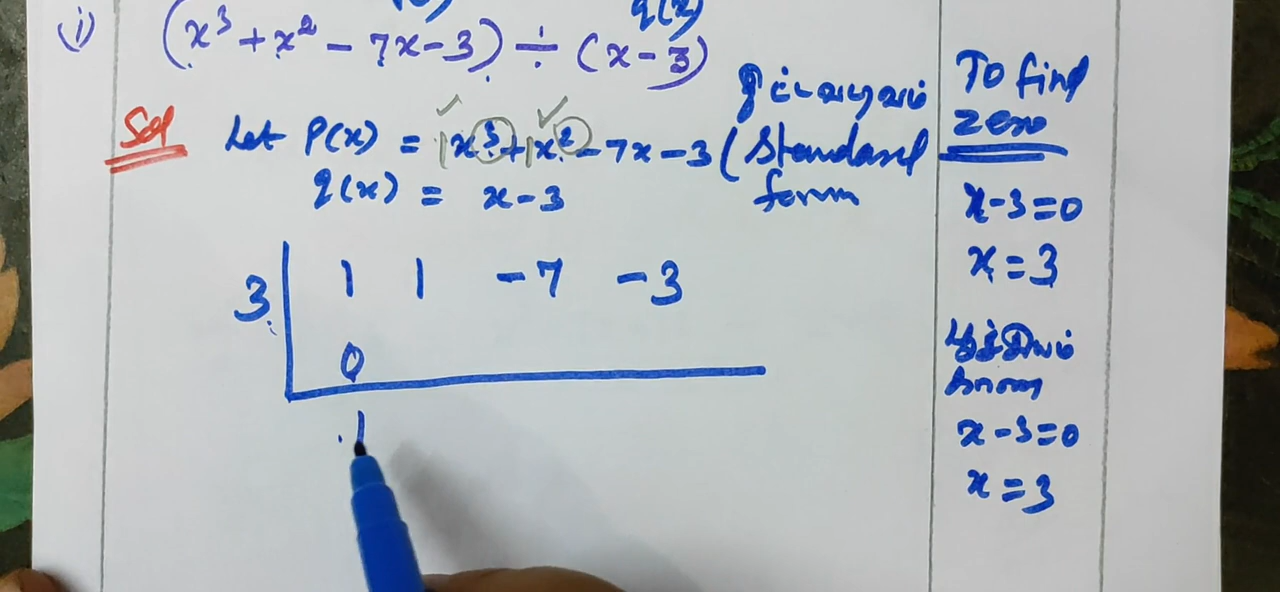 (i) (x³ + x² - 7x - 3) ÷ (x - 3)
q(x)
Sol
Let P(x) = 1x³ + 1x² - 7x - 3 (Standard form
q(x) = x - 3
3 | 1 1 -7 -3
0
1
To find
zero
x - 3 = 0
x = 3
x - 3 = 0
x = 3